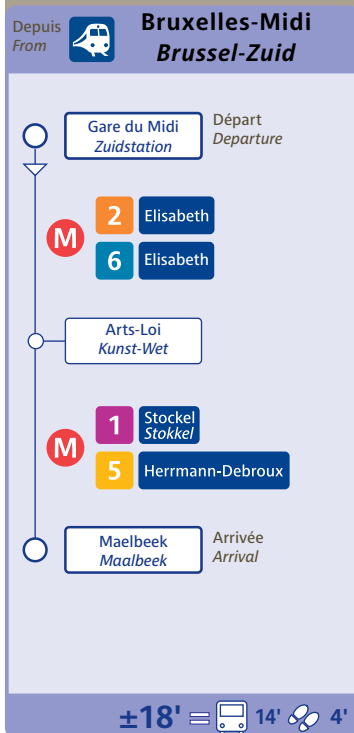 Depuis
From
Bruxelles-Midi
Brussel-Zuid
Gare du Midi
Zuidstation
Départ
Departure
M
2 Elisabeth
6 Elisabeth
Arts-Loi
Kunst-Wet
M
1 Stockel
Stokkel
5 Herrmann-Debroux
Maelbeek
Maalbeek
Arrivée
Arrival
±18' = 14' 4'